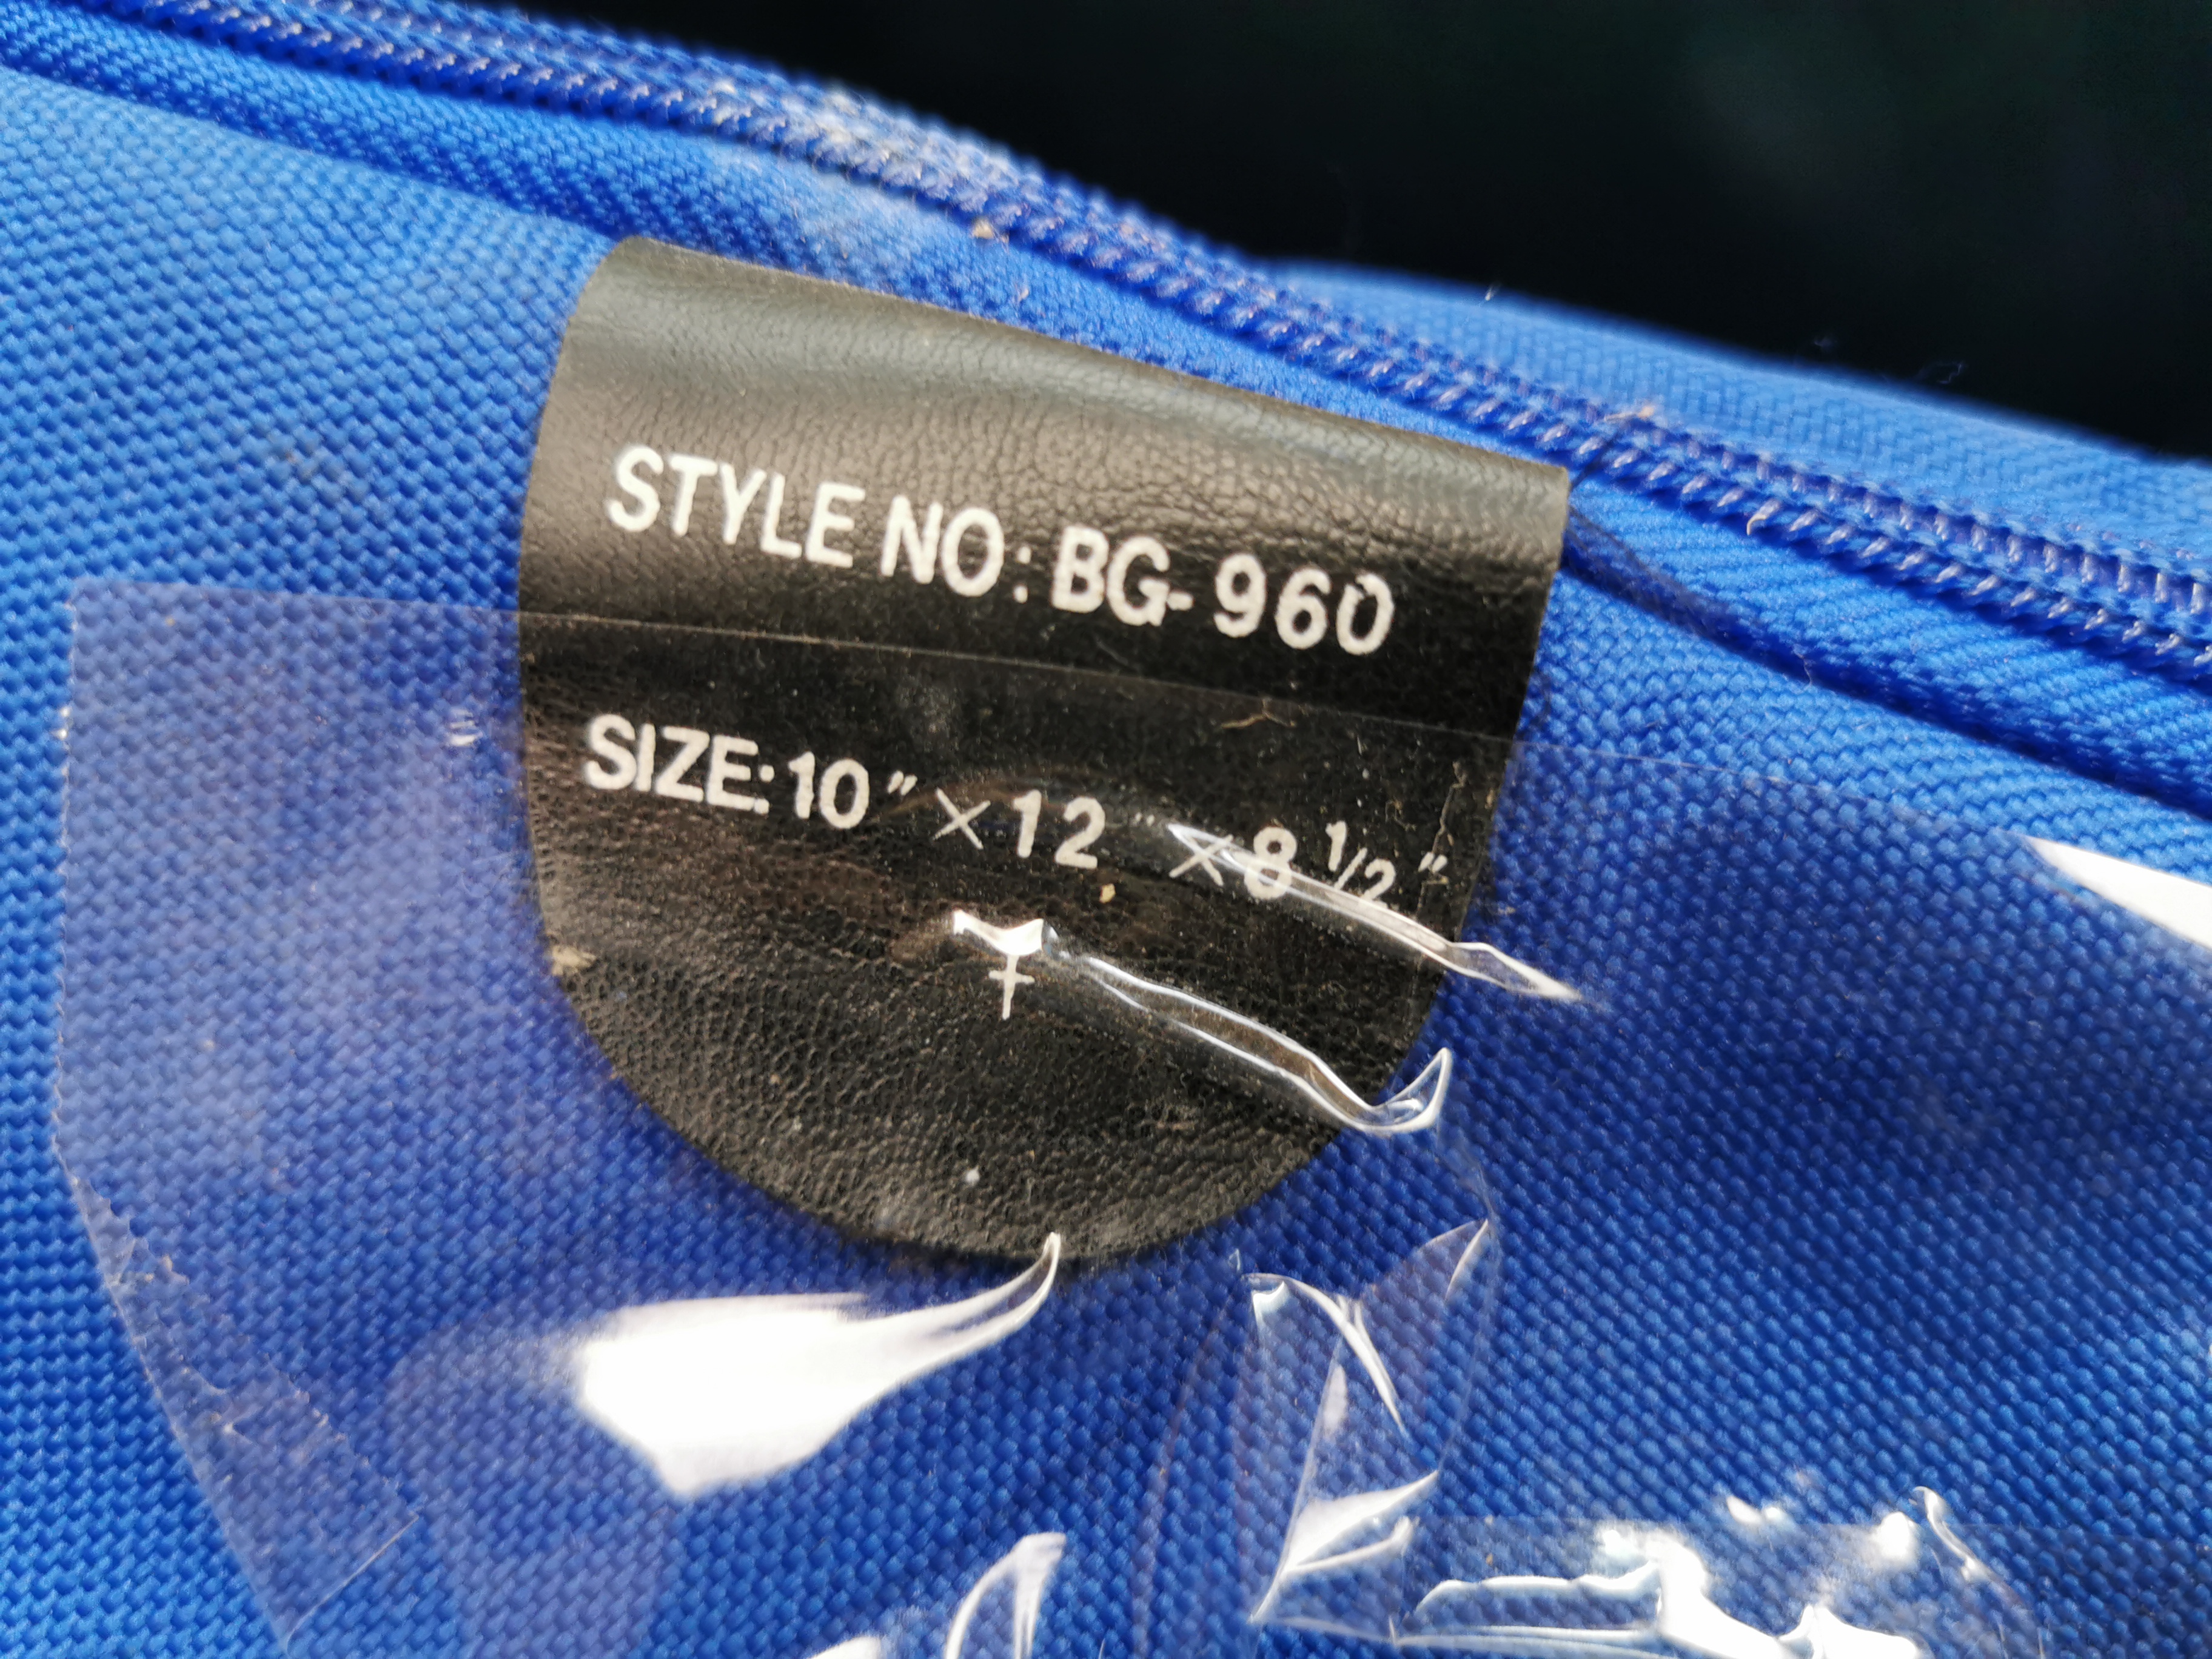 STYLE NO: BG-960
SIZE: 10" ×12" ×8 1/2"